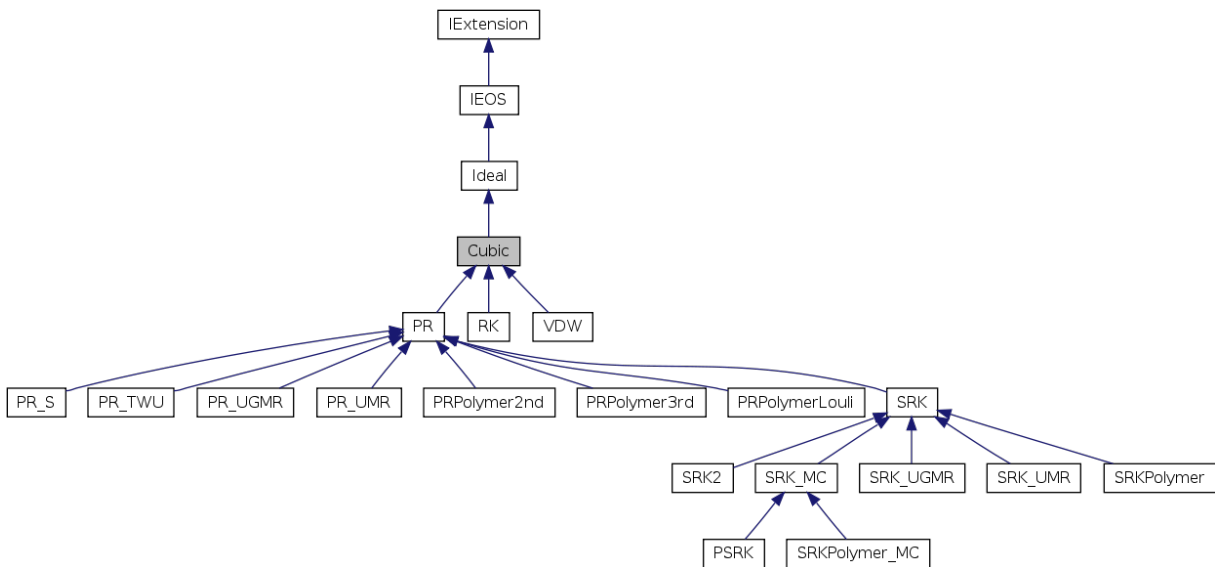 IExtension
IEOS
Ideal
Cubic
PR
RK
VDW
PR_S
PR_TWU
PR_UGMR
PR_UMR
PRPolymer2nd
PRPolymer3rd
PRPolymerLouli
SRK
SRK2
SRK_MC
SRK_UGMR
SRK_UMR
SRKPolymer
PSRK
SRKPolymer_MC